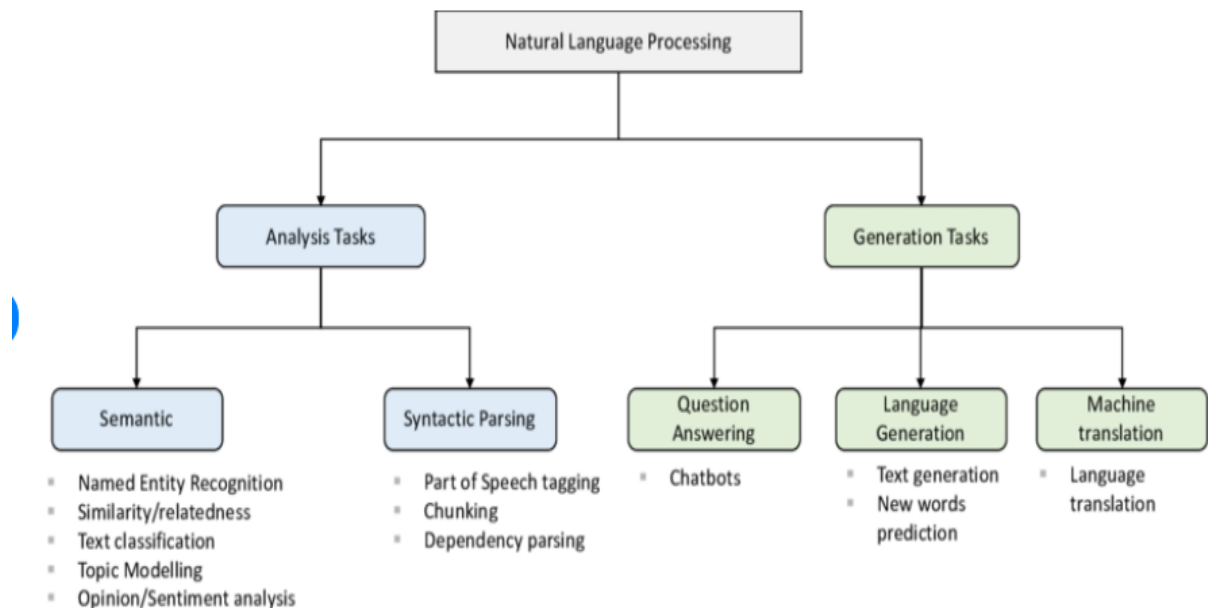 Natural Language Processing
Analysis Tasks
Generation Tasks
Semantic
Syntactic Parsing
Question
Answering
Language
Generation
Machine
translation
Named Entity Recognition
Similarity/relatedness
Text classification
Topic Modelling
Opinion/Sentiment analysis
Part of Speech tagging
Chunking
Dependency parsing
Chatbots
Text generation
New words
prediction
Language
translation